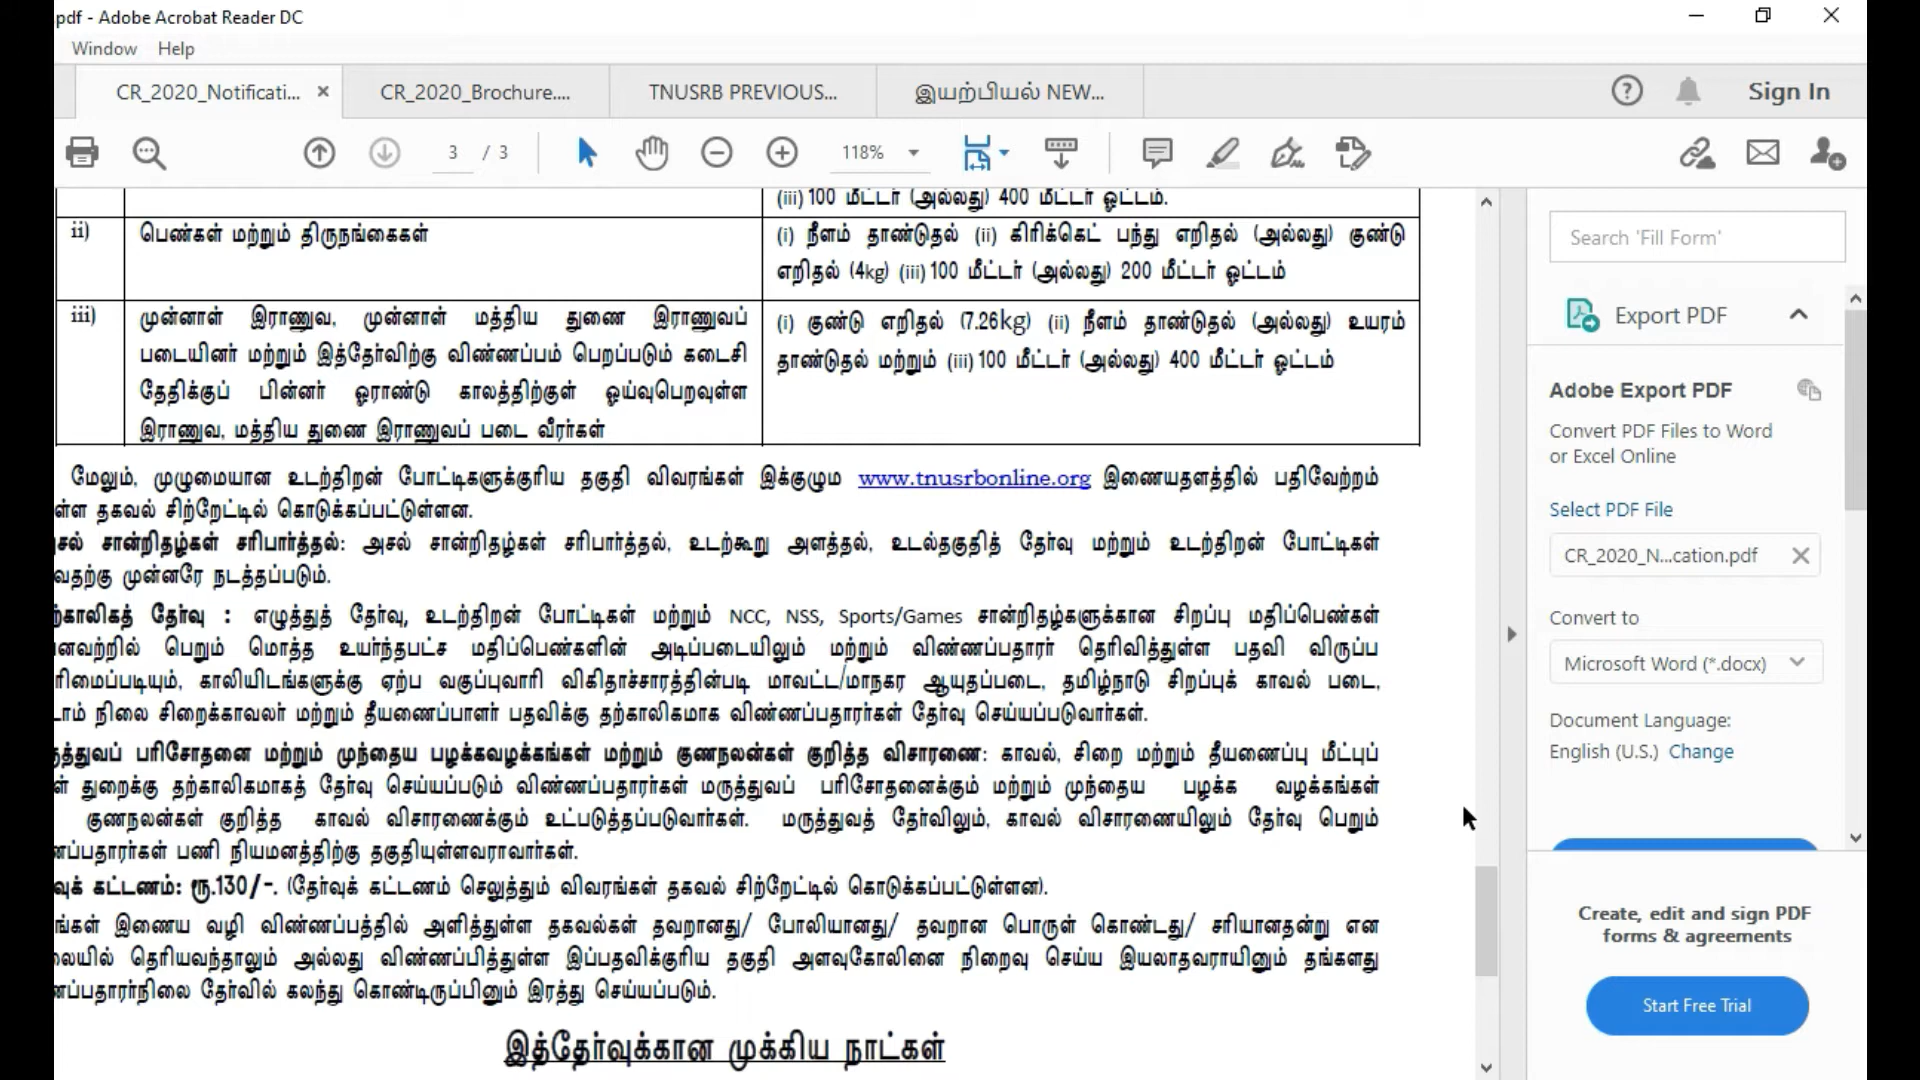 pdf - Adobe Acrobat Reader DC
Window Help
CR_2020_Notificati... × CR_2020_Brochure.... TNUSRB PREVIOUS... இயற்பியல் NEW... Sign In
3 / 3 118%
(iii) 100 மீட்டர் (அல்லது) 400 மீட்டர் ஓட்டம்.
ii) பெண்கள் மற்றும் திருநங்கைகள்
(i) நீளம் தாண்டுதல் (ii) கிரிக்கெட் பந்து எறிதல் (அல்லது) குண்டு
எறிதல் (4kg) (iii) 100 மீட்டர் (அல்லது) 200 மீட்டர் ஓட்டம்
iii) முன்னாள் இராணுவ, முன்னாள் மத்திய துணை இராணுவப்
படையினர் மற்றும் இத்தேர்விற்கு விண்ணப்பம் பெறப்படும் கடைசி
தேதிக்குப் பின்னர் ஓராண்டு காலத்திற்குள் ஓய்வுபெறவுள்ள
இராணுவ, மத்திய துணை இராணுவப் படை வீரர்கள்
(i) குண்டு எறிதல் (7.26kg) (ii) நீளம் தாண்டுதல் (அல்லது) உயரம்
தாண்டுதல் மற்றும் (iii) 100 மீட்டர் (அல்லது) 400 மீட்டர் ஓட்டம்
மேலும், முழுமையான உடற்திறன் போட்டிகளுக்குரிய தகுதி விவரங்கள் இக்குழும www.tnusrbonline.org இணையதளத்தில் பதிவேற்றம்
ள்ள தகவல் சிற்றேட்டில் கொடுக்கப்பட்டுள்ளன.
சல் சான்றிதழ்கள் சரிபார்த்தல்: அசல் சான்றிதழ்கள் சரிபார்த்தல், உடற்கூறு அளத்தல், உடல்தகுதித் தேர்வு மற்றும் உடற்திறன் போட்டிகள்
வதற்கு முன்னரே நடத்தப்படும்.
ற்காலிகத் தேர்வு : எழுத்துத் தேர்வு, உடற்திறன் போட்டிகள் மற்றும் NCC, NSS, Sports/Games சான்றிதழ்களுக்கான சிறப்பு மதிப்பெண்கள்
னவற்றில் பெறும் மொத்த உயர்ந்தபட்ச மதிப்பெண்களின் அடிப்படையிலும் மற்றும் விண்ணப்பதாரர் தெரிவித்துள்ள பதவி விருப்ப
ரிமைப்படியும், காலியிடங்களுக்கு ஏற்ப வகுப்புவாரி விகிதாச்சாரத்தின்படி மாவட்ட/மாநகர ஆயுதப்படை, தமிழ்நாடு சிறப்புக் காவல் படை,
டாம் நிலை சிறைக்காவலர் மற்றும் தீயணைப்பாளர் பதவிக்கு தற்காலிகமாக விண்ணப்பதாரர்கள் தேர்வு செய்யப்படுவார்கள்.
த்துவப் பரிசோதனை மற்றும் முந்தைய பழக்கவழக்கங்கள் மற்றும் குணநலன்கள் குறித்த விசாரணை: காவல், சிறை மற்றும் தீயணைப்பு மீட்புப்
ள் துறைக்கு தற்காலிகமாகத் தேர்வு செய்யப்படும் விண்ணப்பதாரர்கள் மருத்துவப் பரிசோதனைக்கும் மற்றும் முந்தைய பழக்க வழக்கங்கள்
குணநலன்கள் குறித்த காவல் விசாரணைக்கும் உட்படுத்தப்படுவார்கள். மருத்துவத் தேர்விலும், காவல் விசாரணையிலும் தேர்வு பெறும்
ணப்பதாரர்கள் பணி நியமனத்திற்கு தகுதியுள்ளவராவார்கள்.
வுக் கட்டணம்: ரூ.130/-. (தேர்வுக் கட்டணம் செலுத்தும் விவரங்கள் தகவல் சிற்றேட்டில் கொடுக்கப்பட்டுள்ளன).
ங்கள் இணைய வழி விண்ணப்பத்தில் அளித்துள்ள தகவல்கள் தவறானது/ போலியானது/ தவறான பொருள் கொண்டது/ சரியானதன்று என
லையில் தெரியவந்தாலும் அல்லது விண்ணப்பித்துள்ள இப்பதவிக்குரிய தகுதி அளவுகோலினை நிறைவு செய்ய இயலாதவராயினும் தங்களது
ணப்பதாரர்நிலை தேர்வில் கலந்து கொண்டிருப்பினும் இரத்து செய்யப்படும்.
இத்தேர்வுக்கான முக்கிய நாட்கள்
Search 'Fill Form'
Export PDF
Adobe Export PDF
Convert PDF Files to Word
or Excel Online
Select PDF File
CR_2020_N...cation.pdf
Convert to
Microsoft Word (*.docx)
Document Language:
English (U.S.) Change
Create, edit and sign PDF
forms & agreements
Start Free Trial